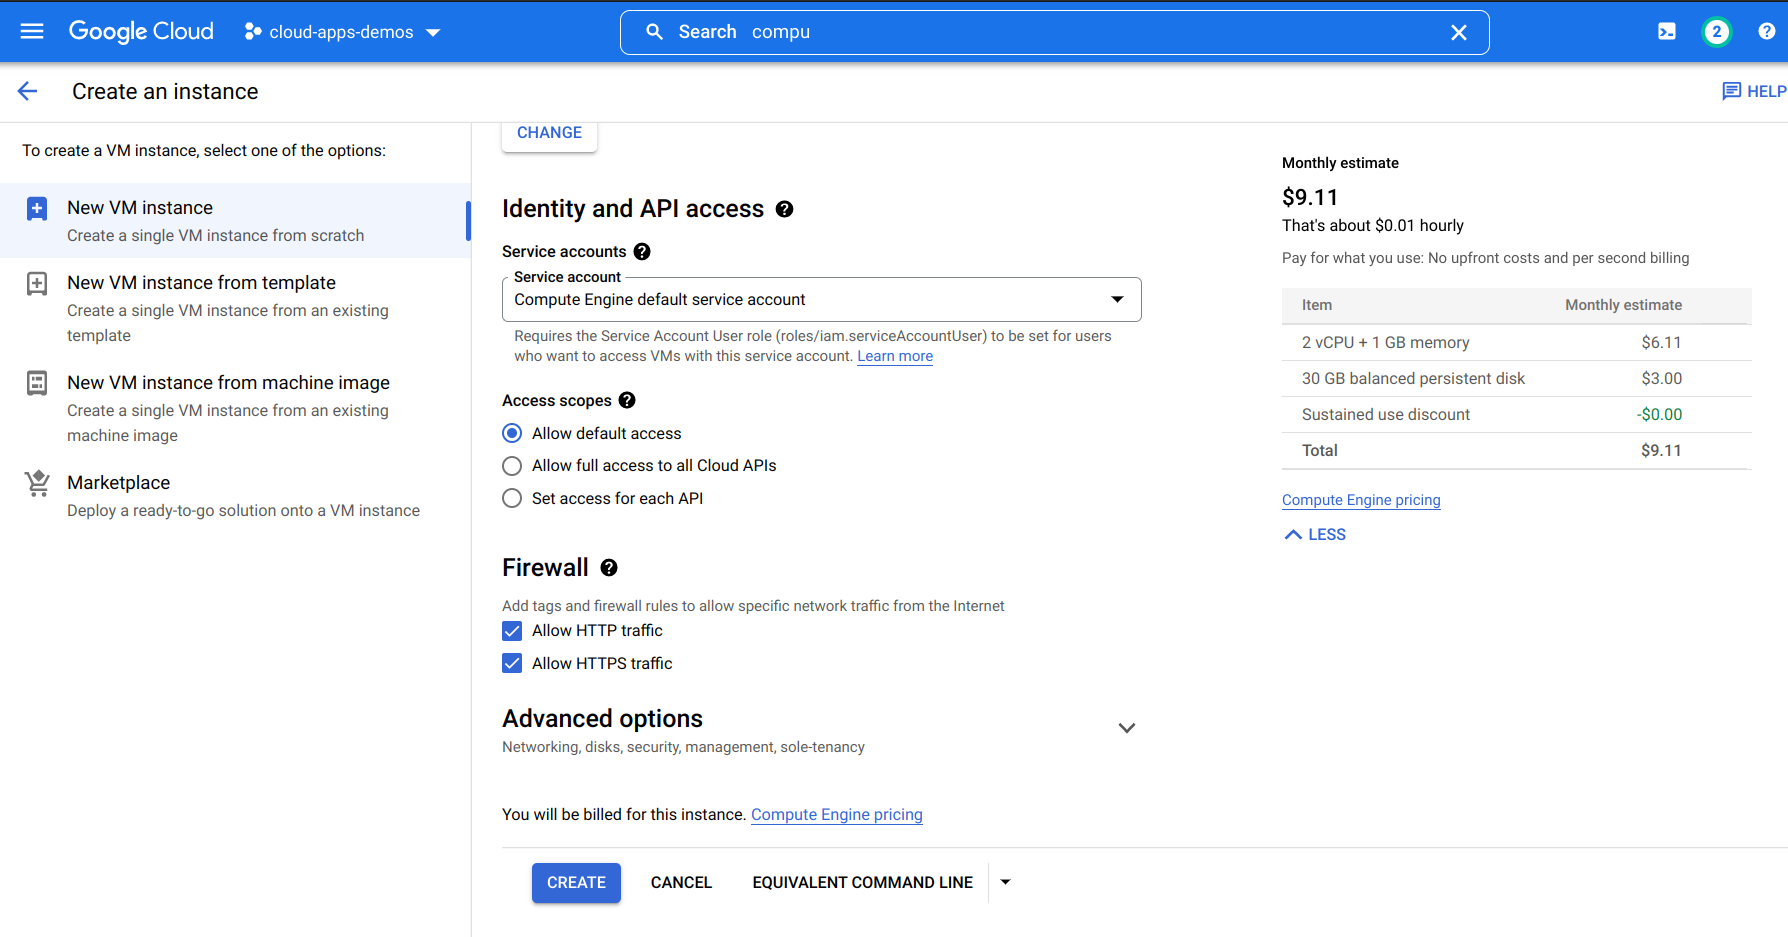 Google Cloud
cloud-apps-demos
Search compu
2
Create an instance
HELP
To create a VM instance, select one of the options:
New VM instance
Create a single VM instance from scratch
New VM instance from template
Create a single VM instance from an existing
template
New VM instance from machine image
Create a single VM instance from an existing
machine image
Marketplace
Deploy a ready-to-go solution onto a VM instance
CHANGE
Identity and API access
Service accounts
Service account
Compute Engine default service account
Requires the Service Account User role (roles/iam.serviceAccountUser) to be set for users
who want to access VMs with this service account. Learn more
Access scopes
Allow default access
Allow full access to all Cloud APIs
Set access for each API
Firewall
Add tags and firewall rules to allow specific network traffic from the Internet
Allow HTTP traffic
Allow HTTPS traffic
Advanced options
Networking, disks, security, management, sole-tenancy
You will be billed for this instance. Compute Engine pricing
CREATE CANCEL EQUIVALENT COMMAND LINE
Monthly estimate
$9.11
That's about $0.01 hourly
Pay for what you use: No upfront costs and per second billing
Item Monthly estimate
2 vCPU + 1 GB memory $6.11
30 GB balanced persistent disk $3.00
Sustained use discount -$0.00
Total $9.11
Compute Engine pricing
LESS